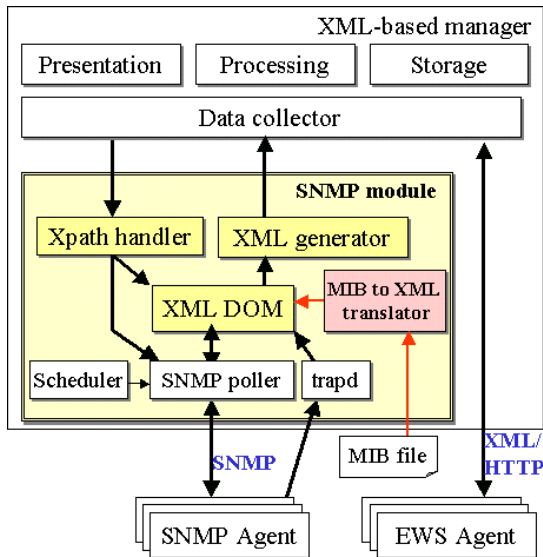 XML-based manager
Presentation
Processing
Storage
Data collector
SNMP module
Xpath handler
XML generator
XML DOM
MIB to XML
translator
Scheduler
SNMP poller
trapd
SNMP
MIB file
XML/
HTTP
SNMP Agent
EWS Agent